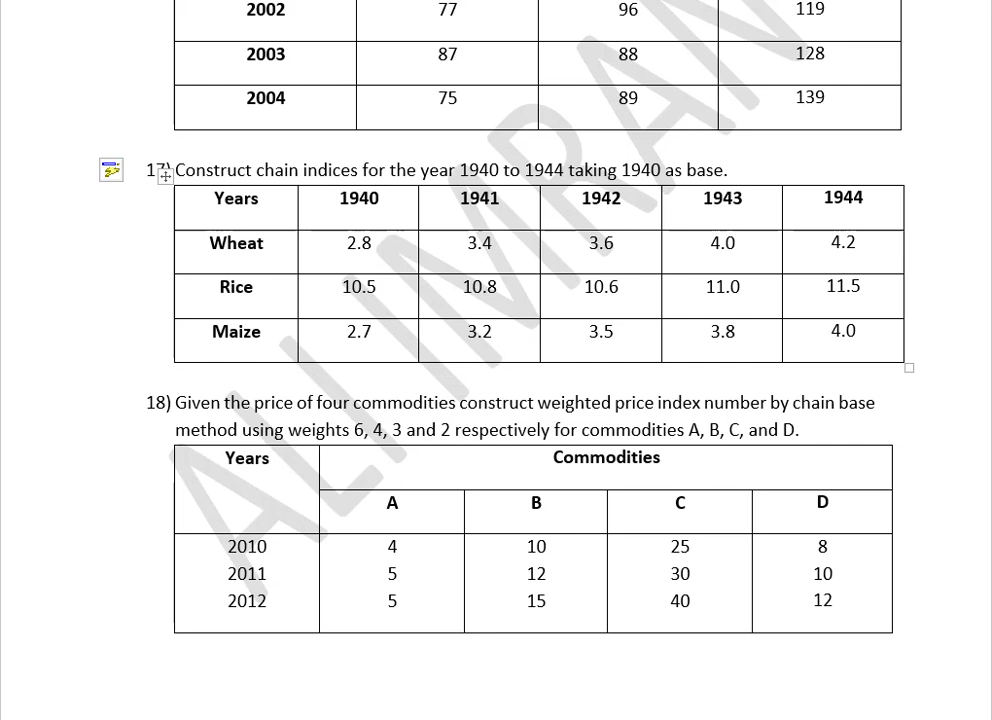 2002 77 96 119
2003 87 88 128
2004 75 89 139
17) Construct chain indices for the year 1940 to 1944 taking 1940 as base.
Years 1940 1941 1942 1943 1944
Wheat 2.8 3.4 3.6 4.0 4.2
Rice 10.5 10.8 10.6 11.0 11.5
Maize 2.7 3.2 3.5 3.8 4.0
18) Given the price of four commodities construct weighted price index number by chain base
method using weights 6, 4, 3 and 2 respectively for commodities A, B, C, and D.
Years Commodities
A B C D
2010 4 10 25 8
2011 5 12 30 10
2012 5 15 40 12
ALI IMRAN